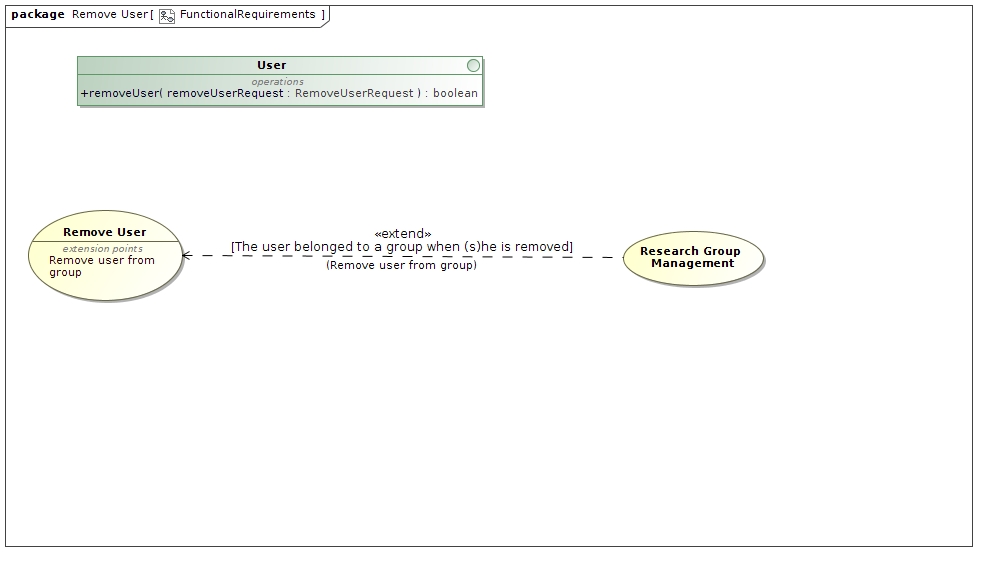 package Remove User[ FunctionalRequirements ]
User
operations
+removeUser( removeUserRequest : RemoveUserRequest ) : boolean
Remove User
extension points
Remove user from
group
«extend»
[The user belonged to a group when (s)he is removed]
(Remove user from group)
Research Group
Management